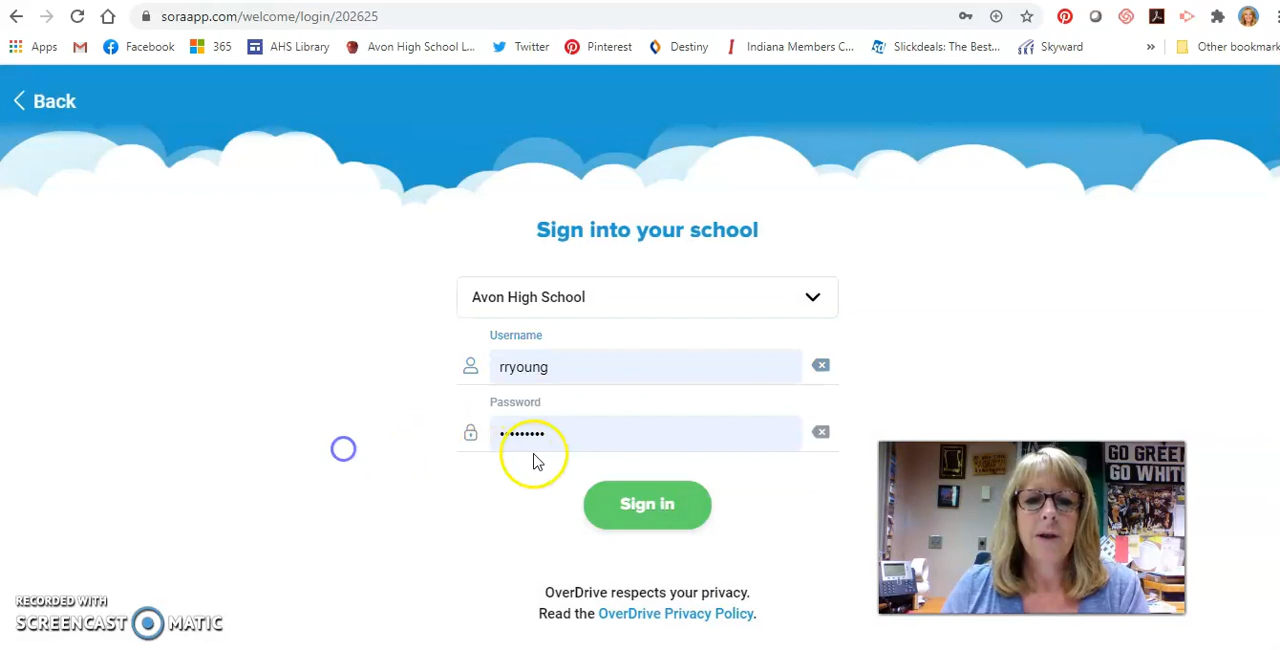 soraapp.com/welcome/login/202625
Apps Facebook 365 AHS Library Avon High School L... Twitter Pinterest Destiny Indiana Members C... Slickdeals: The Best... Skyward » Other bookmark
Back
Sign into your school
Avon High School
Username
rryoung
Password
•••••••••
Sign in
GO GREE
GO WHIT
OverDrive respects your privacy.
Read the OverDrive Privacy Policy.
RECORDED WITH
SCREENCAST MATIC